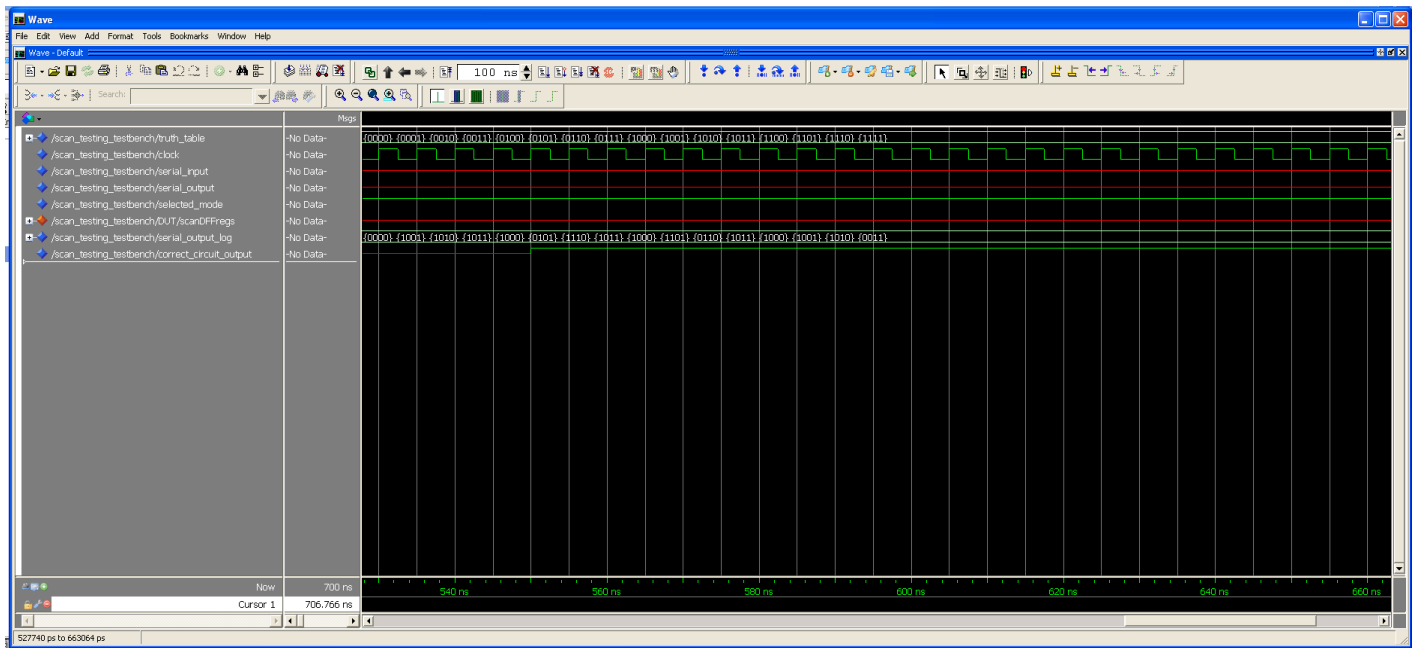 Wave
File Edit View Add Format Tools Bookmarks Window Help
Wave - Default
100 ns
Search:
Msgs
/scan_testing_testbench/truth_table -No Data- {0000} {0001} {0010} {0011} {0100} {0101} {0110} {0111} {1000} {1001} {1010} {1011} {1100} {1101} {1110} {1111}
/scan_testing_testbench/clock -No Data-
/scan_testing_testbench/serial_input -No Data-
/scan_testing_testbench/serial_output -No Data-
/scan_testing_testbench/selected_mode -No Data-
/scan_testing_testbench/DUT/scanDFFregs -No Data-
/scan_testing_testbench/serial_output_log -No Data- {0000} {1001} {1010} {1011} {1000} {0101} {1110} {1011} {1000} {1101} {0110} {1011} {1000} {1001} {1010} {0011}
/scan_testing_testbench/correct_circuit_output -No Data-
Now 700 ns 540 ns 560 ns 580 ns 600 ns 620 ns 640 ns 660 ns
Cursor 1 706.766 ns
527740 ps to 663064 ps